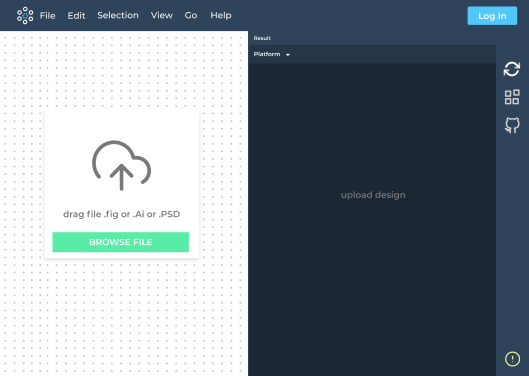 File Edit Selection View Go Help Log In
Result
Platform
upload design
drag file .fig or .Ai or .PSD
BROWSE FILE